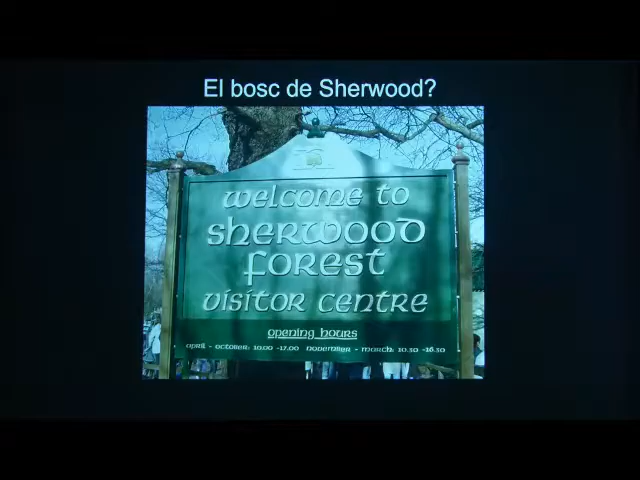 El bosc de Sherwood?
welcome to
sherwood
forest
visitor centre
opening hours
april - october: 10.00 -17.00 november - march: 10.30 -16.30